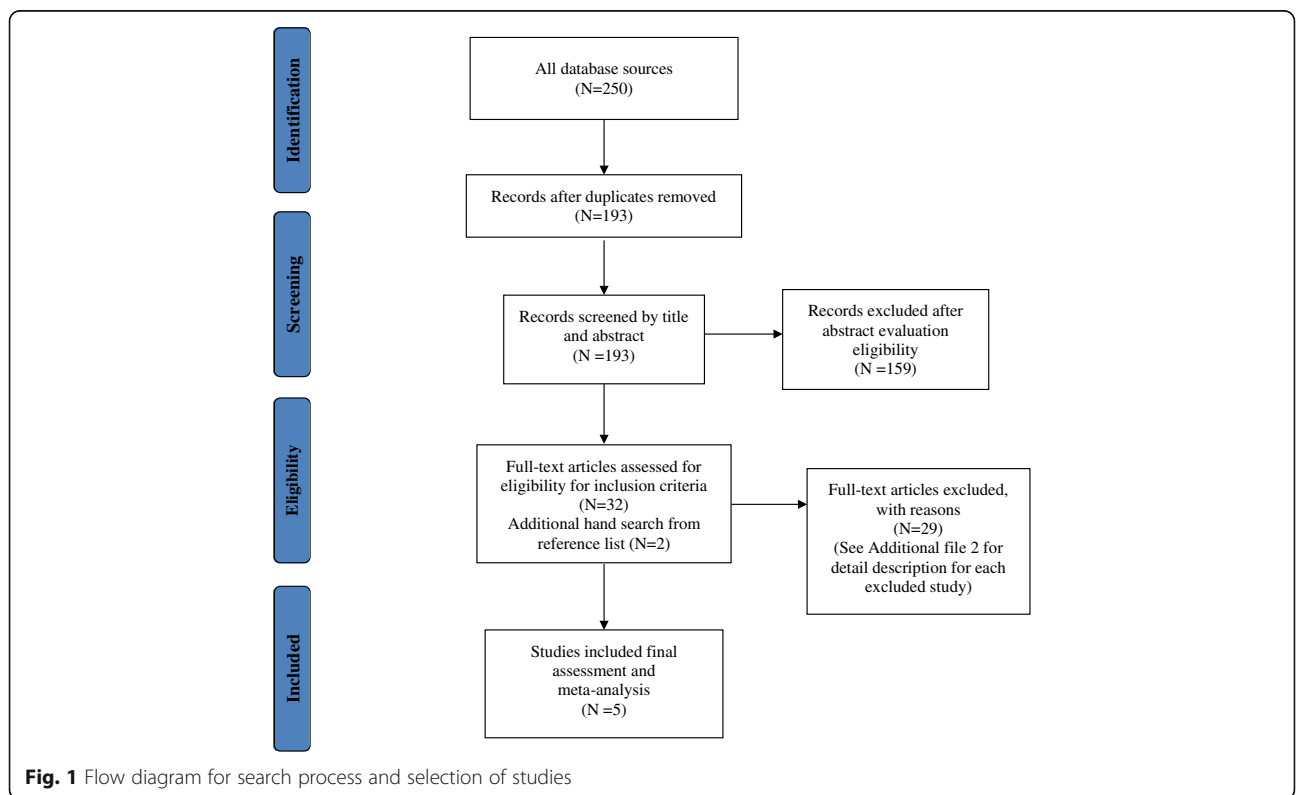 Identification
All database sources
(N=250)
Records after duplicates removed
(N=193)
Screening
Records screened by title
and abstract
(N =193)
Records excluded after
abstract evaluation
eligibility
(N =159)
Eligibility
Full-text articles assessed for
eligibility for inclusion criteria
(N=32)
Additional hand search from
reference list (N=2)
Full-text articles excluded,
with reasons
(N=29)
(See Additional file 2 for
detail description for each
excluded study)
Included
Studies included final
assessment and
meta-analysis
(N =5)
Fig. 1 Flow diagram for search process and selection of studies